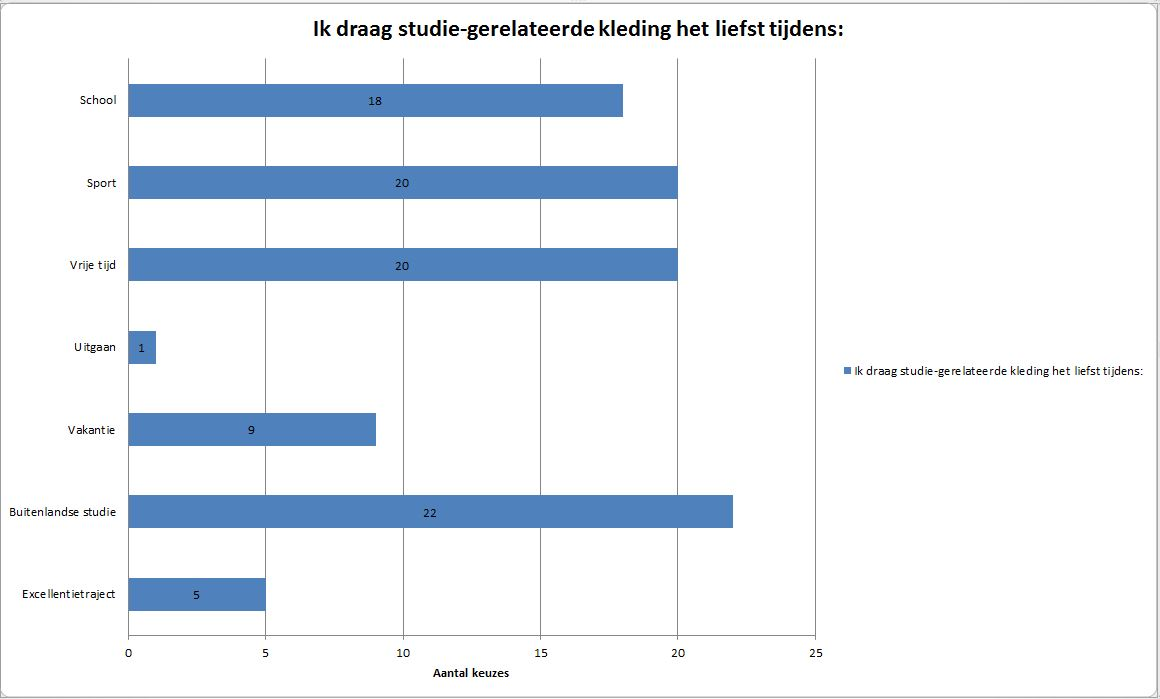 Ik draag studie-gerelateerde kleding het liefst tijdens:
School
18
Sport
20
Vrije tijd
20
Uitgaan
1
Ik draag studie-gerelateerde kleding het liefst tijdens:
Vakantie
9
Buitenlandse studie
22
Excellentietraject
5
0 5 10 15 20 25
Aantal keuzes